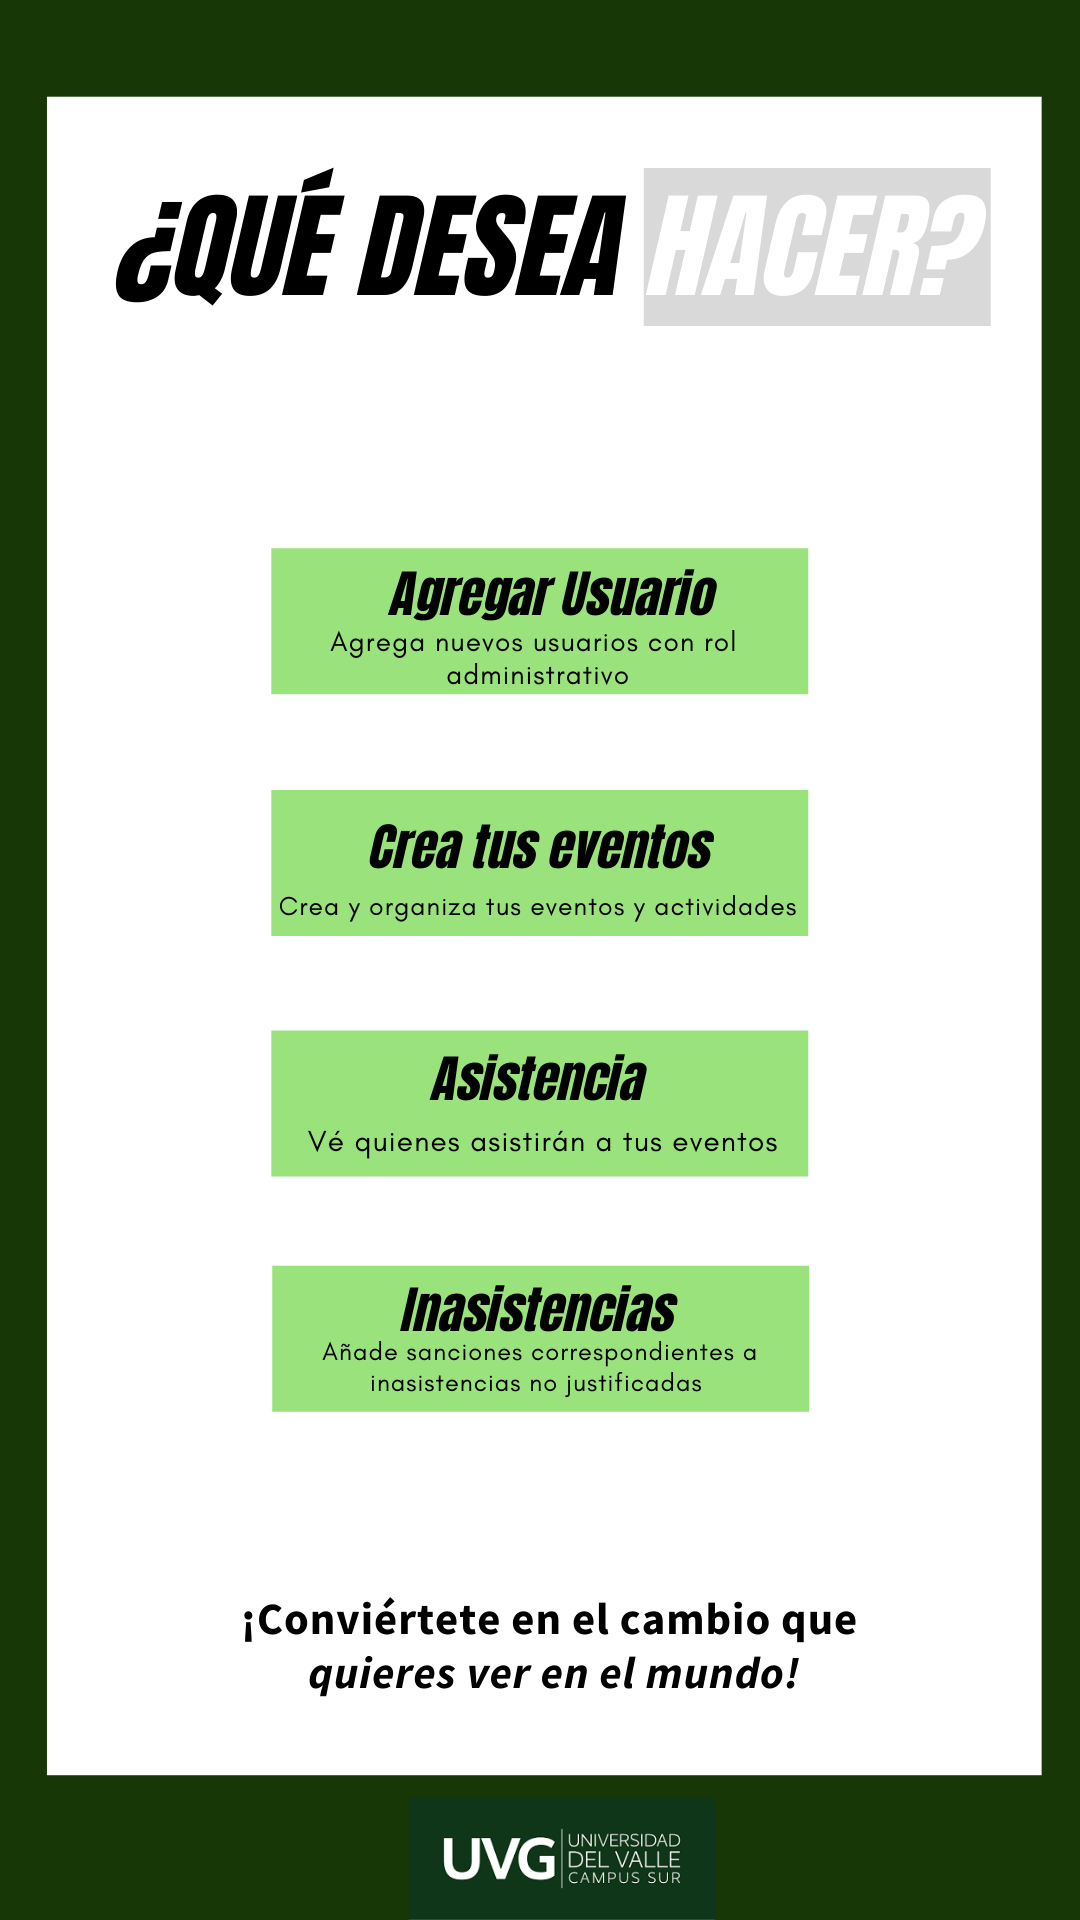 ¿QUÉ DESEA HACER?
Agregar Usuario
Agrega nuevos usuarios con rol
administrativo
Crea tus eventos
Crea y organiza tus eventos y actividades
Asistencia
Vé quienes asistirán a tus eventos
Inasistencias
Añade sanciones correspondientes a
inasistencias no justificadas
¡Conviértete en el cambio que
quieres ver en el mundo!
UVG
UNIVERSIDAD
DEL VALLE
CAMPUS SUR